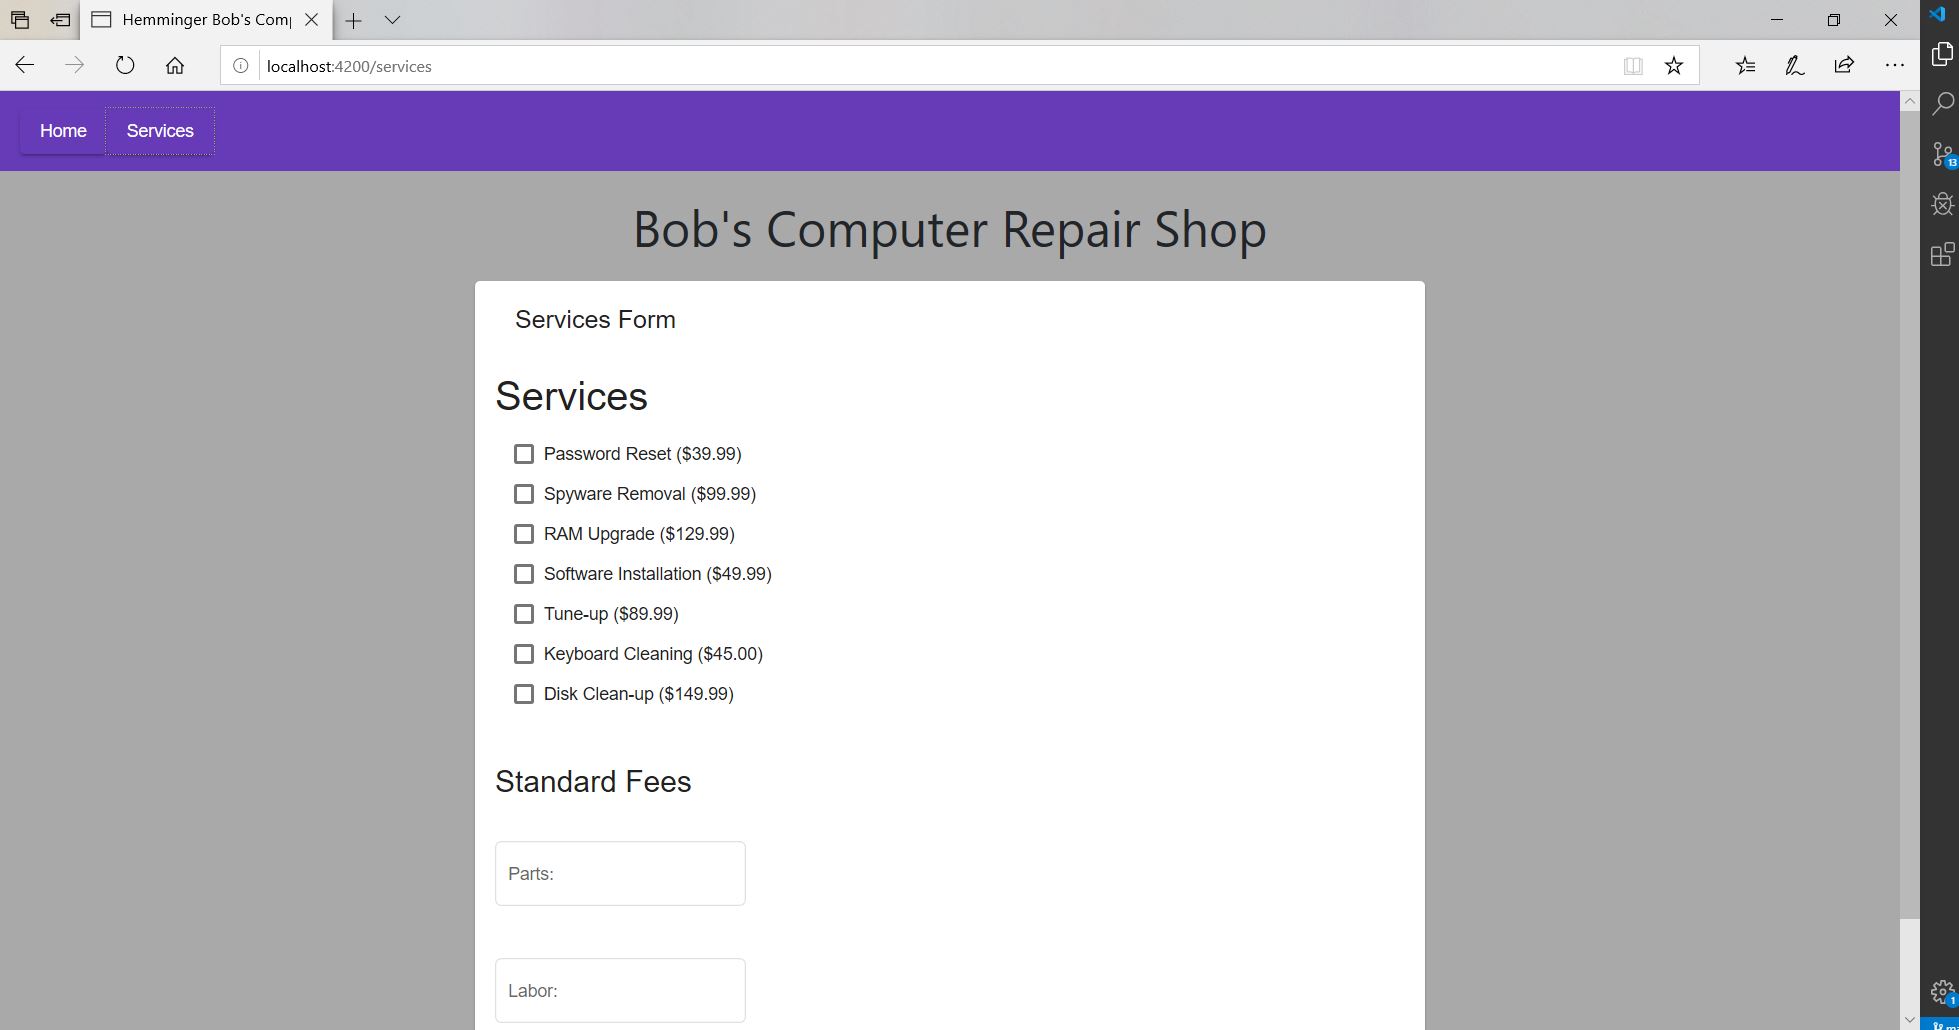 Hemminger Bob's Com
localhost:4200/services
Home
Services
13
Bob's Computer Repair Shop
Services Form
Services
Password Reset ($39.99)
Spyware Removal ($99.99)
RAM Upgrade ($129.99)
Software Installation ($49.99)
Tune-up ($89.99)
Keyboard Cleaning ($45.00)
Disk Clean-up ($149.99)
Standard Fees
Parts:
Labor:
1